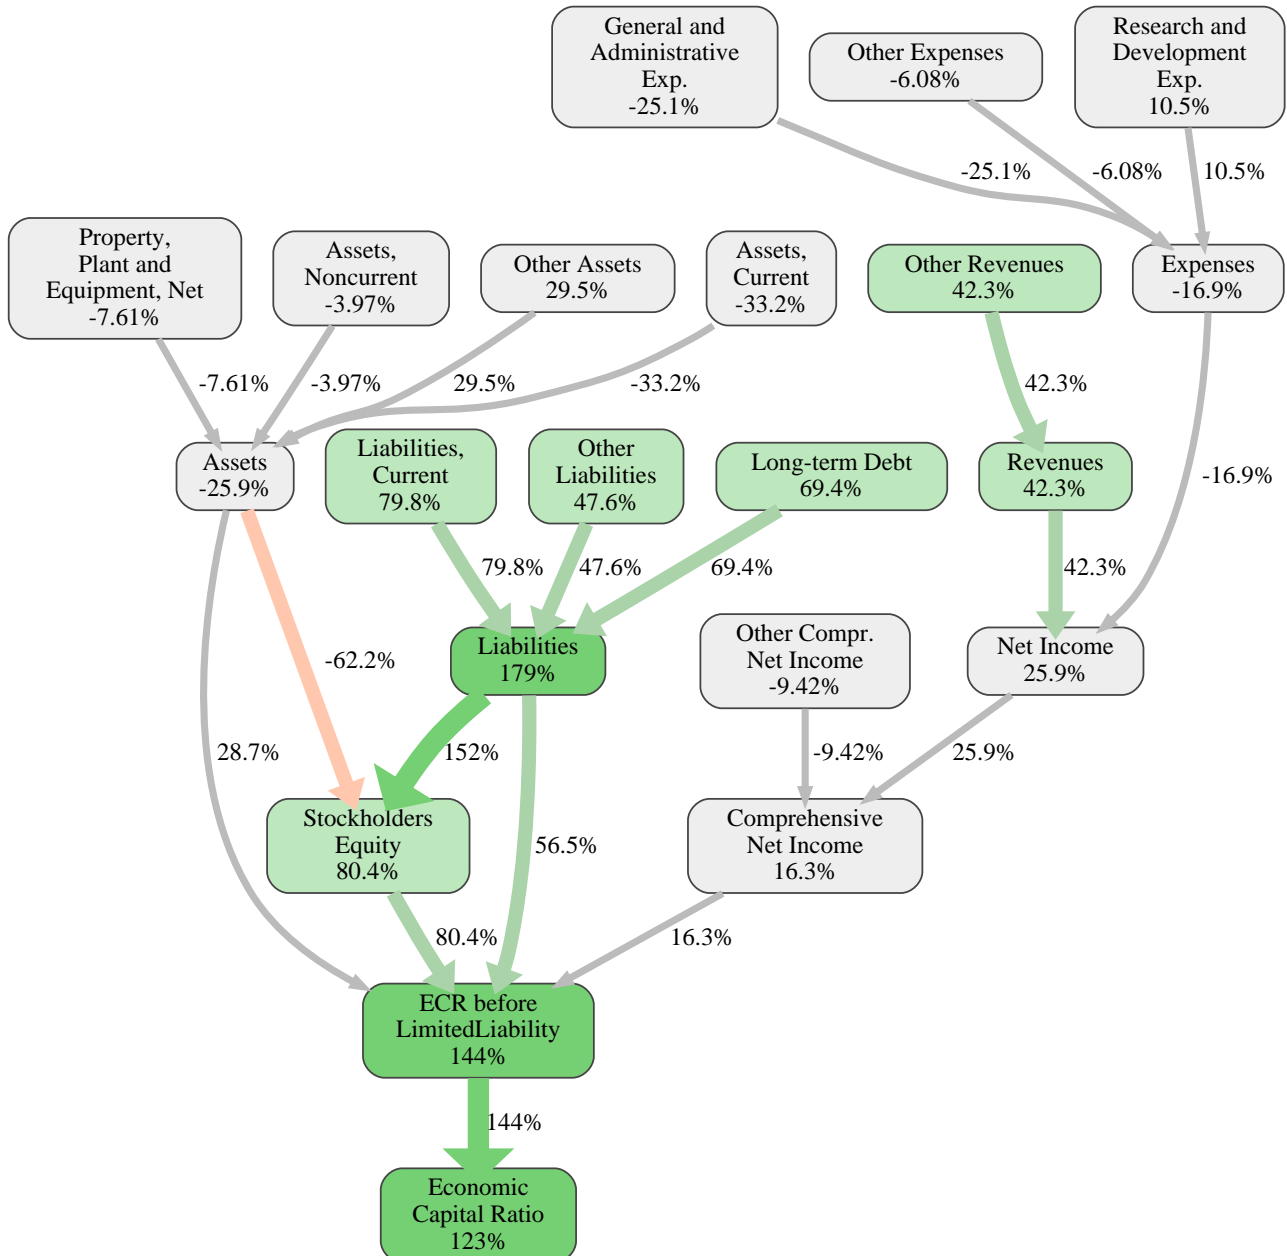 General and
Administrative
Exp.
-25.1%
Other Expenses
-6.08%
Research and
Development
Exp.
10.5%
-25.1%
-6.08%
10.5%
Property,
Plant and
Equipment, Net
-7.61%
Assets,
Noncurrent
-3.97%
Other Assets
29.5%
Assets,
Current
-33.2%
Other Revenues
42.3%
Expenses
-16.9%
-7.61%
-3.97%
29.5%
-33.2%
42.3%
Assets
-25.9%
Liabilities,
Current
79.8%
Other
Liabilities
47.6%
Long-term Debt
69.4%
Revenues
42.3%
-16.9%
79.8%
47.6%
69.4%
42.3%
Liabilities
179%
Other Compr.
Net Income
-9.42%
Net Income
25.9%
-62.2%
28.7%
152%
-9.42%
25.9%
Stockholders
Equity
80.4%
56.5%
Comprehensive
Net Income
16.3%
80.4%
16.3%
ECR before
LimitedLiability
144%
144%
Economic
Capital Ratio
123%